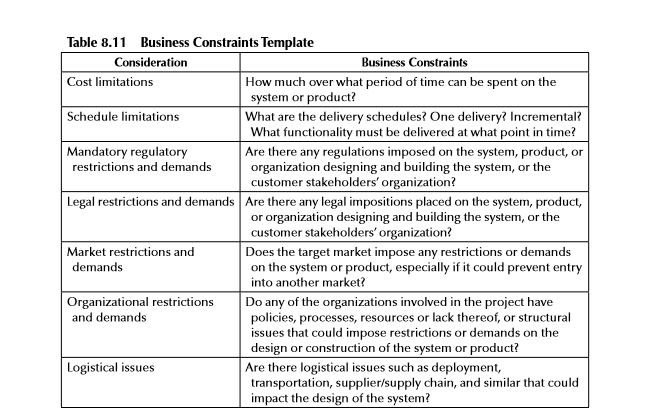 Table 8.11 Business Constraints Template
Consideration
Business Constraints
Cost limitations
How much over what period of time can be spent on the
system or product?
Schedule limitations
What are the delivery schedules? One delivery? Incremental?
What functionality must be delivered at what point in time?
Mandatory regulatory
restrictions and demands
Are there any regulations imposed on the system, product, or
organization designing and building the system, or the
customer stakeholders' organization?
Legal restrictions and demands
Are there any legal impositions placed on the system, product,
or organization designing and building the system, or the
customer stakeholders' organization?
Market restrictions and
demands
Does the target market impose any restrictions or demands
on the system or product, especially if it could prevent entry
into another market?
Organizational restrictions
and demands
Do any of the organizations involved in the project have
policies, processes, resources or lack thereof, or structural
issues that could impose restrictions or demands on the
design or construction of the system or product?
Logistical issues
Are there logistical issues such as deployment,
transportation, supplier/supply chain, and similar that could
impact the design of the system?